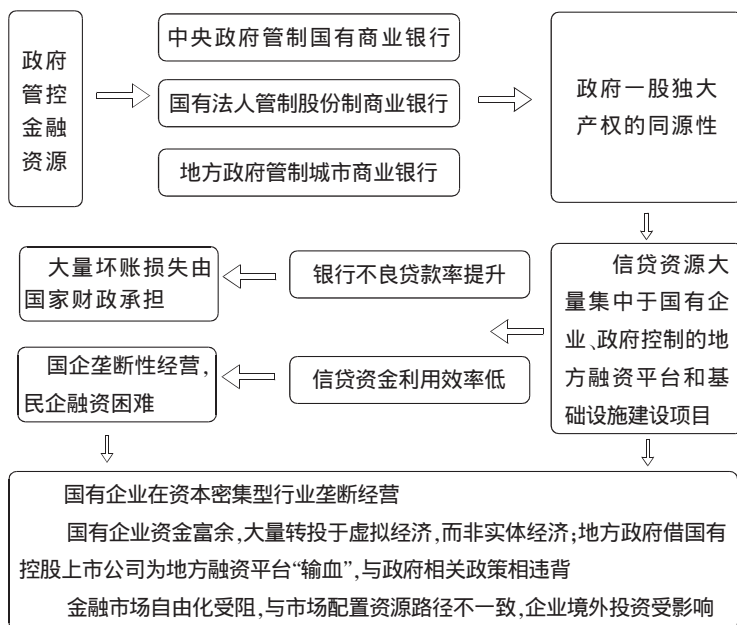 政府
管控
金融
资源
中央政府管制国有商业银行
国有法人管制股份制商业银行
地方政府管制城市商业银行
政府一股独大
产权的同源性
信贷资源大
量集中于国有企
业、政府控制的地
方融资平台和基
础设施建设项目
银行不良贷款率提升
信贷资金利用效率低
大量坏账损失由
国家财政承担
国企垄断性经营，
民企融资困难
国有企业在资本密集型行业垄断经营
国有企业资金富余，大量转投于虚拟经济，而非实体经济；地方政府借国有
控股上市公司为地方融资平台“输血”，与政府相关政策相违背
金融市场自由化受阻，与市场配置资源路径不一致，企业境外投资受影响